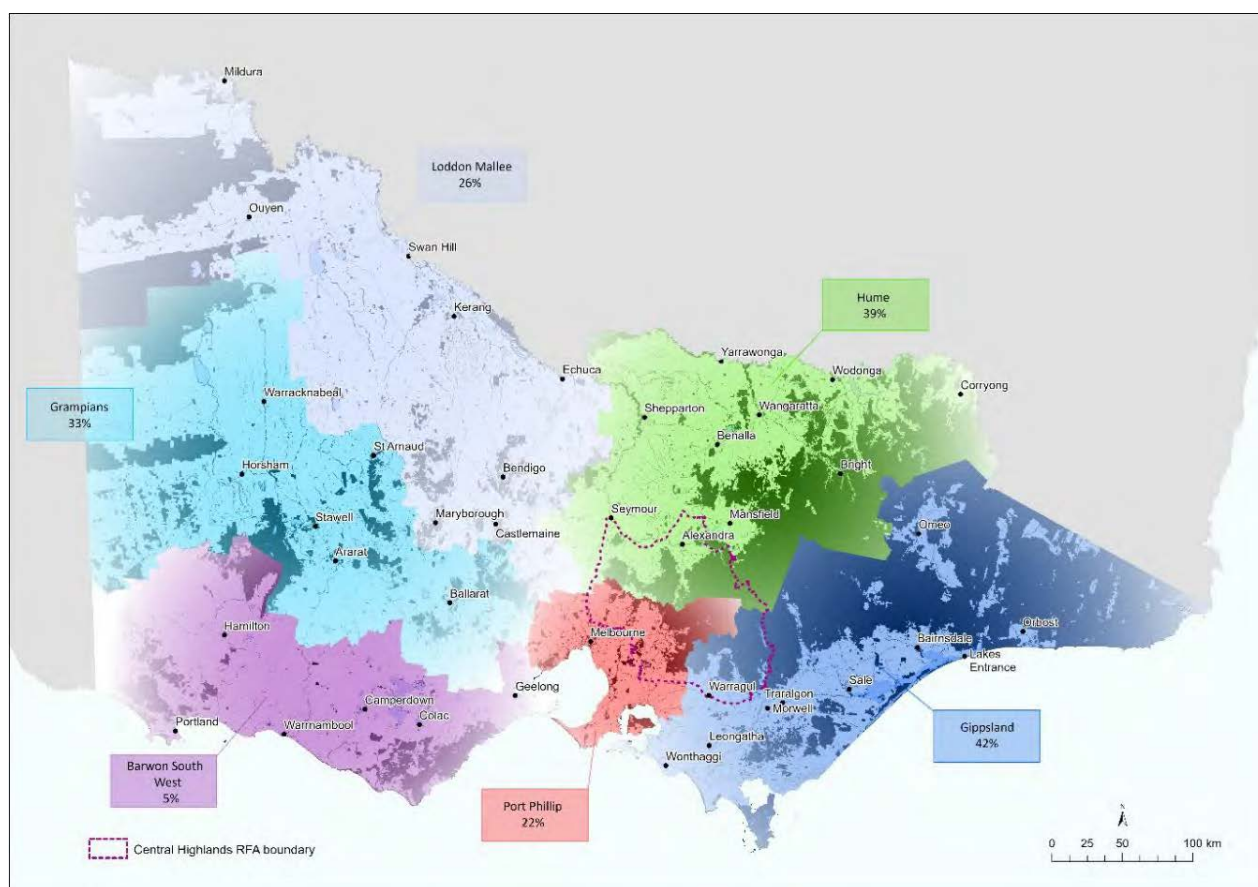 Mildura
Loddon Mallee
26%
Ouyen
Swan Hill
Hume
39%
Kerang
Yarrawonga
Echuca
Wodonga
Corryong
Grampians
33%
Warracknabeal
Shepparton
Wangaratta
Benalla
St Arnaud
Horsham
Bendigo
Bright
Stawell
Maryborough
Castlemaine
Seymour
Mansfield
Omeo
Alexandra
Ararat
Ballarat
Hamilton
Melbourne
Orbost
Bairnsdale
Lakes
Entrance
Geelong
Warragul
Sale
Traralgon
Morwell
Camperdown
Colac
Portland
Warrnambool
Leongatha
Wonthaggi
Gippsland
42%
Barwon South
West
5%
Port Phillip
22%
N
Central Highlands RFA boundary
0 25 50 100 km